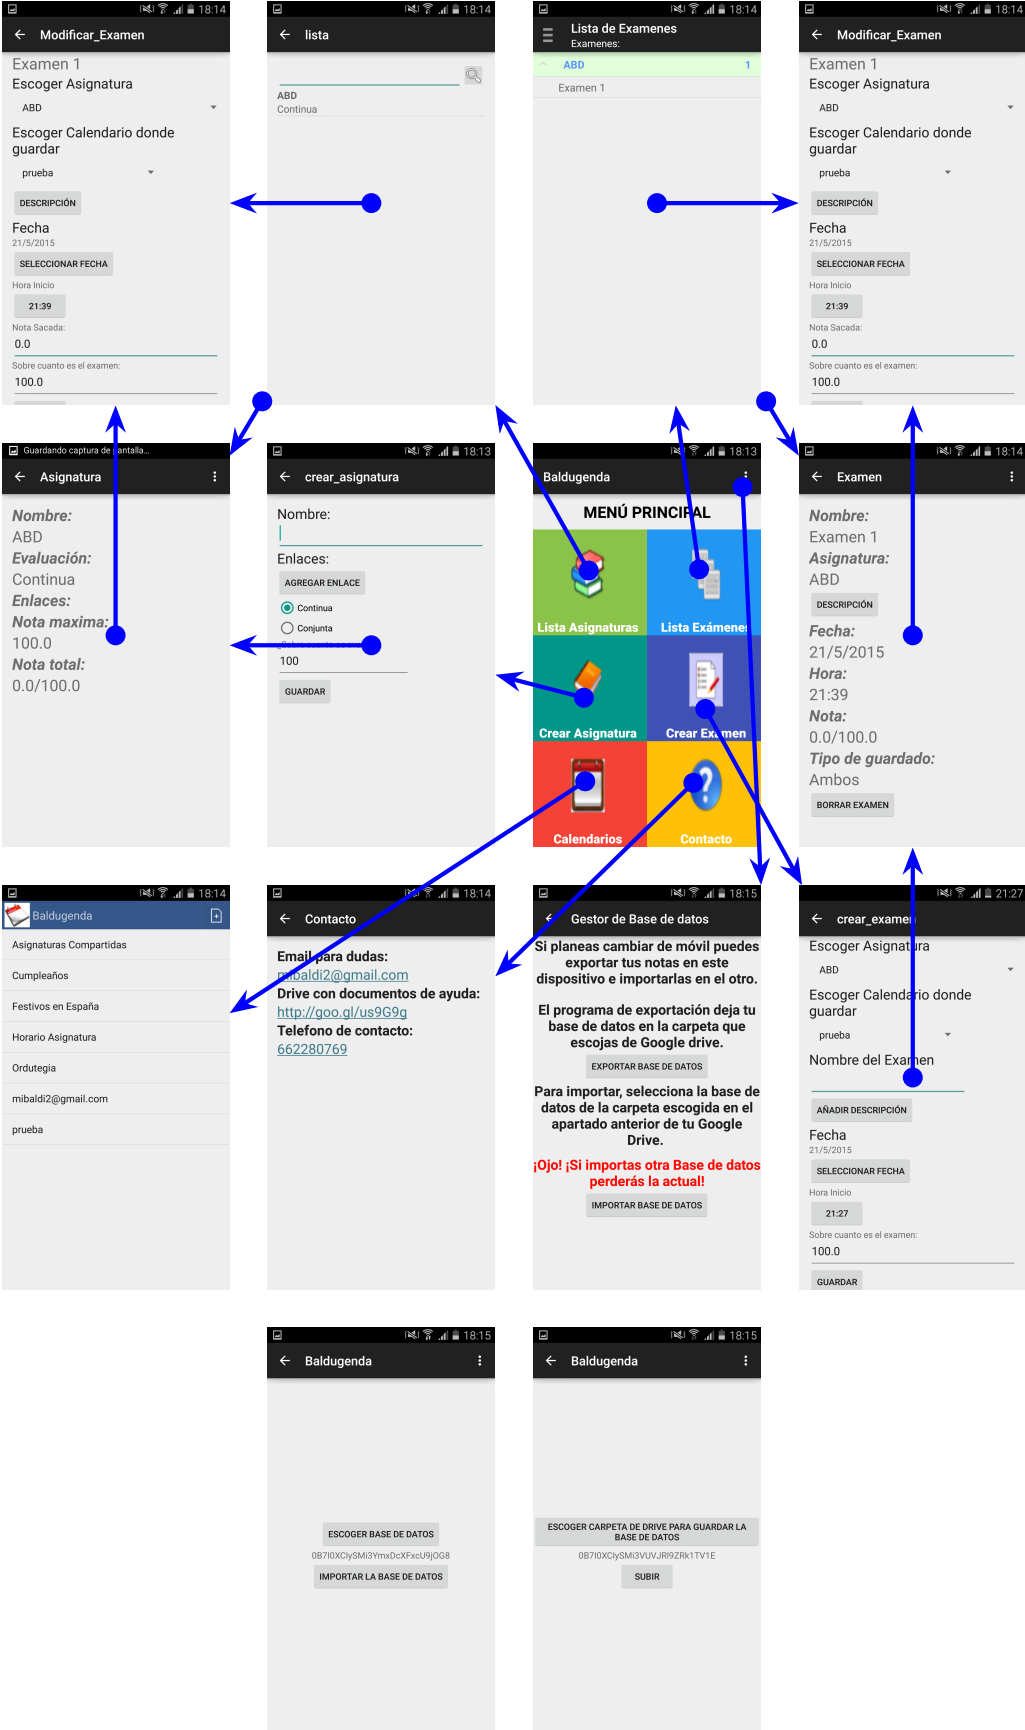 18:14
Modificar_Examen
Examen 1
Escoger Asignatura
ABD
Escoger Calendario donde
guardar
prueba
DESCRIPCIÓN
Fecha
21/5/2015
SELECCIONAR FECHA
Hora Inicio
21:39
Nota Sacada:
0.0
Sobre cuanto es el examen:
100.0
18:14
lista
ABD
Continua
18:14
Lista de Examenes
Examenes:
ABD 1
Examen 1
18:14
Modificar_Examen
Examen 1
Escoger Asignatura
ABD
Escoger Calendario donde
guardar
prueba
DESCRIPCIÓN
Fecha
21/5/2015
SELECCIONAR FECHA
Hora Inicio
21:39
Nota Sacada:
0.0
Sobre cuanto es el examen:
100.0
Guardando captura de pantalla...
Asignatura
Nombre:
ABD
Evaluación:
Continua
Enlaces:
Nota maxima:
100.0
Nota total:
0.0/100.0
18:13
crear_asignatura
Nombre:
Enlaces:
AGREGAR ENLACE
Continua
Conjunta
100
GUARDAR
18:13
Baldugenda
MENÚ PRINCIPAL
Lista Asignaturas
Lista Exámenes
Crear Asignatura
Crear Examen
Calendarios
Contacto
18:14
Examen
Nombre:
Examen 1
Asignatura:
ABD
DESCRIPCIÓN
Fecha:
21/5/2015
Hora:
21:39
Nota:
0.0/100.0
Tipo de guardado:
Ambos
BORRAR EXAMEN
18:14
Baldugenda
Asignaturas Compartidas
Cumpleaños
Festivos en España
Horario Asignatura
Ordutegia
mibaldi2@gmail.com
prueba
18:14
Contacto
Email para dudas:
mibaldi2@gmail.com
Drive con documentos de ayuda:
http://goo.gl/us9G9g
Telefono de contacto:
662280769
18:15
Gestor de Base de datos
Si planeas cambiar de móvil puedes
exportar tus notas en este
dispositivo e importarlas en el otro.
El programa de exportación deja tu
base de datos en la carpeta que
escojas de Google drive.
EXPORTAR BASE DE DATOS
Para importar, selecciona la base de
datos de la carpeta escogida en el
apartado anterior de tu Google
Drive.
¡Ojo! ¡Si importas otra Base de datos
perderás la actual!
IMPORTAR BASE DE DATOS
21:27
crear_examen
Escoger Asignatura
ABD
Escoger Calendario donde
guardar
prueba
Nombre del Examen
AÑADIR DESCRIPCIÓN
Fecha
21/5/2015
SELECCIONAR FECHA
Hora Inicio
21:27
Sobre cuanto es el examen:
100.0
GUARDAR
18:15
Baldugenda
ESCOGER BASE DE DATOS
0B7I0XCIySMi3YmxDcXFxcU9jOG8
IMPORTAR LA BASE DE DATOS
18:15
Baldugenda
ESCOGER CARPETA DE DRIVE PARA GUARDAR LA
BASE DE DATOS
0B7I0XCIySMi3VUVJRl9ZRk1TV1E
SUBIR